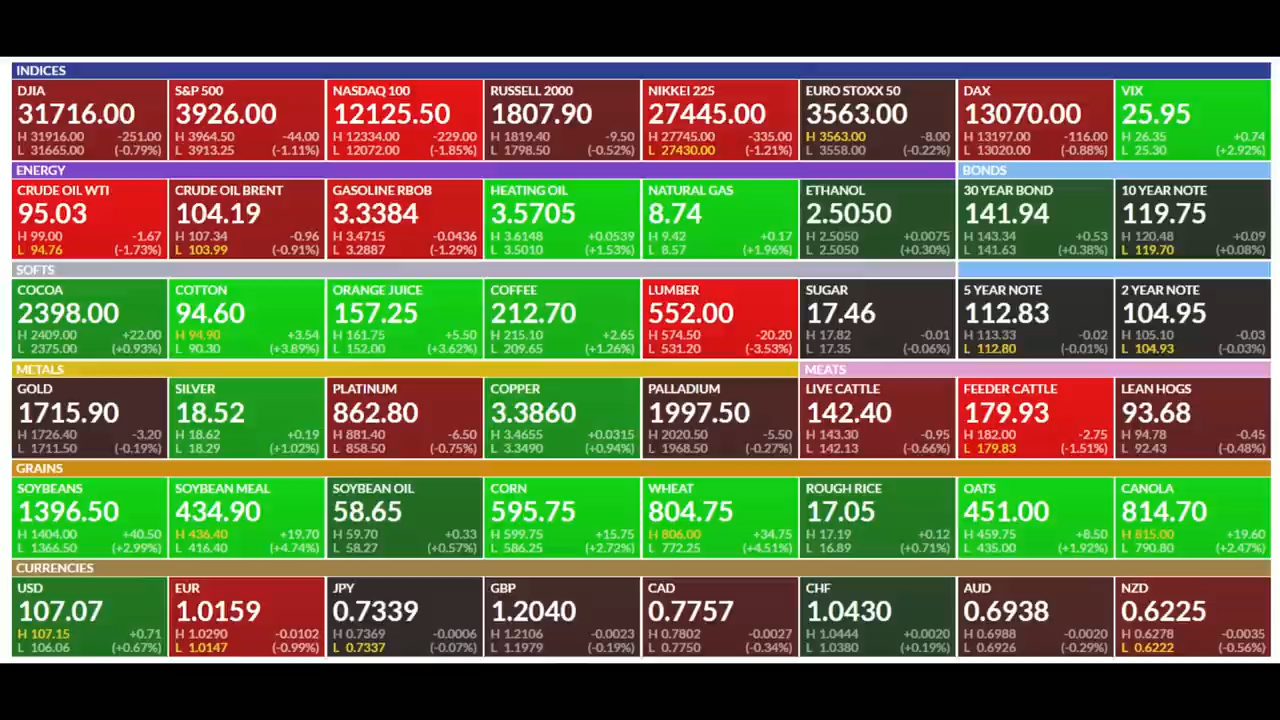 INDICES
DJIA S&P 500 NASDAQ 100 RUSSELL 2000 NIKKEI 225 EURO STOXX 50 DAX VIX
31716.00 3926.00 12125.50 1807.90 27445.00 3563.00 13070.00 25.95
H 31916.00 -251.00 H 3964.50 -44.00 H 12334.00 -229.00 H 1819.40 -9.50 H 27745.00 -335.00 H 3563.00 -8.00 H 13197.00 -116.00 H 26.35 +0.74
L 31665.00 (-0.79%) L 3913.25 (-1.11%) L 12072.00 (-1.85%) L 1798.50 (-0.52%) L 27430.00 (-1.21%) L 3558.00 (-0.22%) L 13020.00 (-0.88%) L 25.30 (+2.92%)
ENERGY BONDS
CRUDE OIL WTI CRUDE OIL BRENT GASOLINE RBOB HEATING OIL NATURAL GAS ETHANOL 30 YEAR BOND 10 YEAR NOTE
95.03 104.19 3.3384 3.5705 8.74 2.5050 141.94 119.75
H 99.00 -1.67 H 107.34 -0.96 H 3.4715 -0.0436 H 3.6148 +0.0539 H 9.42 +0.17 H 2.5050 +0.0075 H 143.34 +0.53 H 120.48 +0.09
L 94.76 (-1.73%) L 103.99 (-0.91%) L 3.2887 (-1.29%) L 3.5010 (+1.53%) L 8.57 (+1.96%) L 2.5050 (+0.30%) L 141.63 (+0.38%) L 119.70 (+0.08%)
SOFTS
COCOA COTTON ORANGE JUICE COFFEE LUMBER SUGAR 5 YEAR NOTE 2 YEAR NOTE
2398.00 94.60 157.25 212.70 552.00 17.46 112.83 104.95
H 2409.00 +22.00 H 94.90 +3.54 H 161.75 +5.50 H 215.10 +2.65 H 574.50 -20.20 H 17.82 -0.01 H 113.33 -0.02 H 105.10 -0.03
L 2375.00 (+0.93%) L 90.30 (+3.89%) L 152.00 (+3.62%) L 209.65 (+1.26%) L 531.20 (-3.53%) L 17.35 (-0.06%) L 112.80 (-0.01%) L 104.93 (-0.03%)
METALS MEATS
GOLD SILVER PLATINUM COPPER PALLADIUM LIVE CATTLE FEEDER CATTLE LEAN HOGS
1715.90 18.52 862.80 3.3860 1997.50 142.40 179.93 93.68
H 1726.40 -3.20 H 18.62 +0.19 H 881.40 -6.50 H 3.4655 +0.0315 H 2020.50 -5.50 H 143.30 -0.95 H 182.00 -2.75 H 94.78 -0.45
L 1711.50 (-0.19%) L 18.29 (+1.02%) L 858.50 (-0.75%) L 3.3490 (+0.94%) L 1968.50 (-0.27%) L 142.13 (-0.66%) L 179.83 (-1.51%) L 92.43 (-0.48%)
GRAINS
SOYBEANS SOYBEAN MEAL SOYBEAN OIL CORN WHEAT ROUGH RICE OATS CANOLA
1396.50 434.90 58.65 595.75 804.75 17.05 451.00 814.70
H 1404.00 +40.50 H 436.40 +19.70 H 59.70 +0.33 H 599.75 +15.75 H 806.00 +34.75 H 17.19 +0.12 H 459.75 +8.50 H 815.00 +19.60
L 1366.50 (+2.99%) L 416.40 (+4.74%) L 58.27 (+0.57%) L 586.25 (+2.72%) L 772.25 (+4.51%) L 16.89 (+0.71%) L 435.00 (+1.92%) L 790.80 (+2.47%)
CURRENCIES
USD EUR JPY GBP CAD CHF AUD NZD
107.07 1.0159 0.7339 1.2040 0.7757 1.0430 0.6938 0.6225
H 107.15 +0.71 H 1.0290 -0.0102 H 0.7369 -0.0006 H 1.2106 -0.0023 H 0.7802 -0.0027 H 1.0444 +0.0020 H 0.6988 -0.0020 H 0.6278 -0.0035
L 106.06 (+0.67%) L 1.0147 (-0.99%) L 0.7337 (-0.07%) L 1.1979 (-0.19%) L 0.7750 (-0.34%) L 1.0380 (+0.19%) L 0.6926 (-0.29%) L 0.6222 (-0.56%)